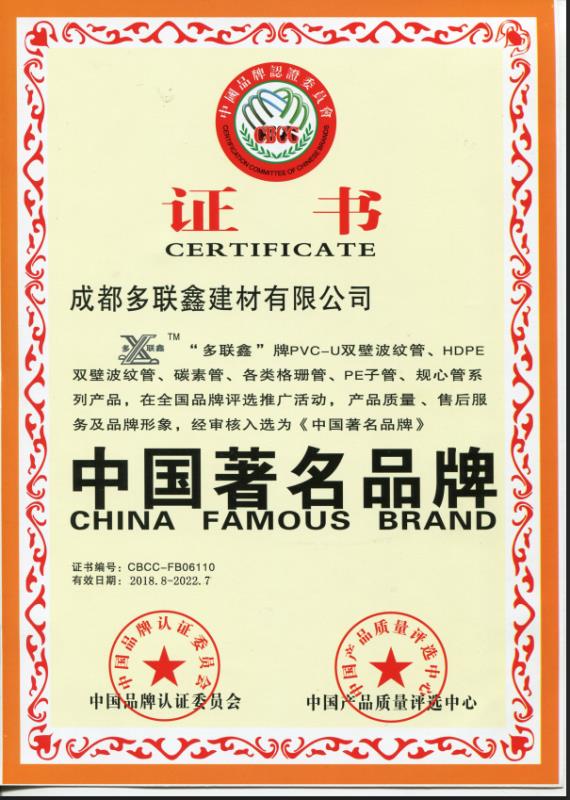 中國品牌認證委員會
CBCC
CERTIFICATION COMMITTEE OF CHINESE BRANDS
证 书
CERTIFICATE
成都多联鑫建材有限公司
多联鑫 TM “多联鑫”牌PVC-U双壁波纹管、HDPE
双壁波纹管、碳素管、各类格珊管、PE子管、规心管系
列产品，在全国品牌评选推广活动，产品质量、售后服
务及品牌形象，经审核入选为《中国著名品牌》
中国著名品牌
CHINA FAMOUS BRAND
证书编号：CBCC-FB06110
有效日期：2018.8-2022.7
中国品牌认证委员会
中国产品质量评选中心
中国品牌认证委员会
中国产品质量评选中心